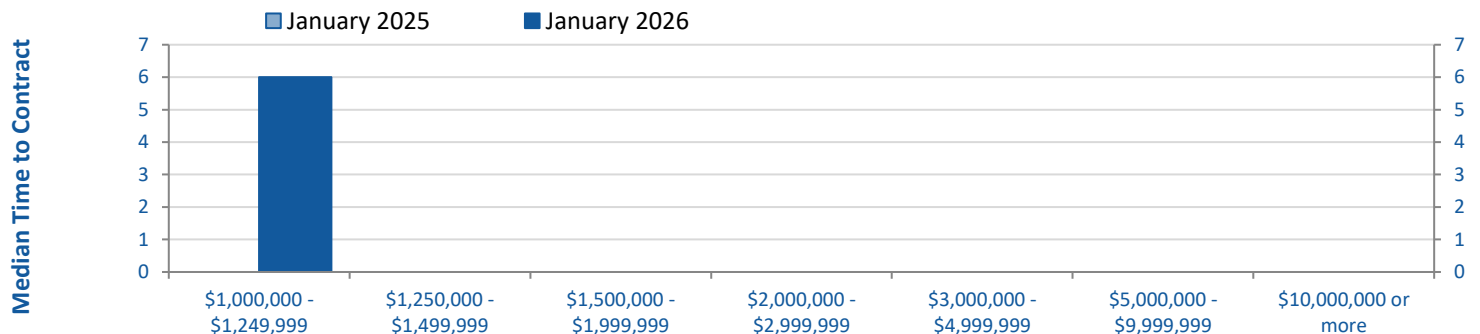 January 2025 January 2026
Median Time to Contract
7 7
6 6
5 5
4 4
3 3
2 2
1 1
0 0
$1,000,000 - $1,250,000 - $1,500,000 - $2,000,000 - $3,0000,000 - $5,000,000 - $10,000,000 or
$1,249,999 $1,499,999 $1,999,999 $2,999,999 $4,999,999 $9,999,999 more